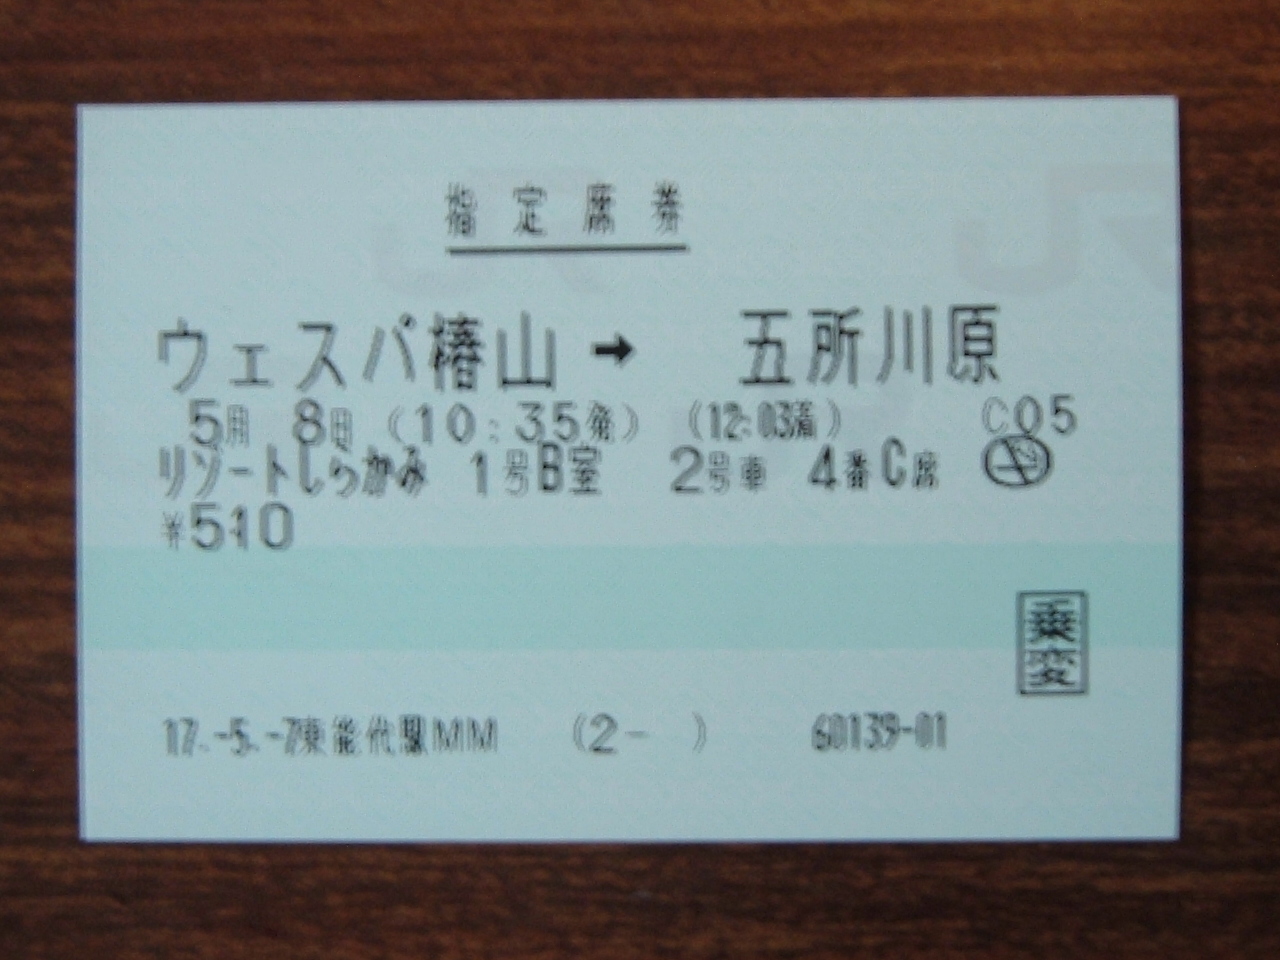 指定席券
ウェスパ椿山 → 五所川原
5月 8日 (10:35発) (12:03着) C05
リゾートしらかみ 1号B室 2号車 4番C席
¥510
乗変
17.-5.-7東能代駅MM (2- ) 60139-01